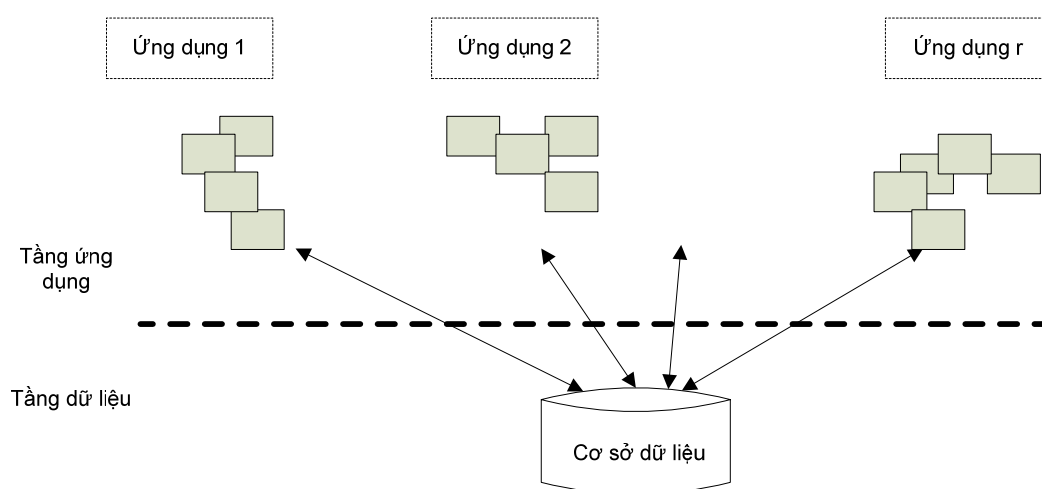 Ứng dụng 1
Ứng dụng 2
Ứng dụng r
Tầng ứng
dụng
Tầng dữ liệu
Cơ sở dữ liệu